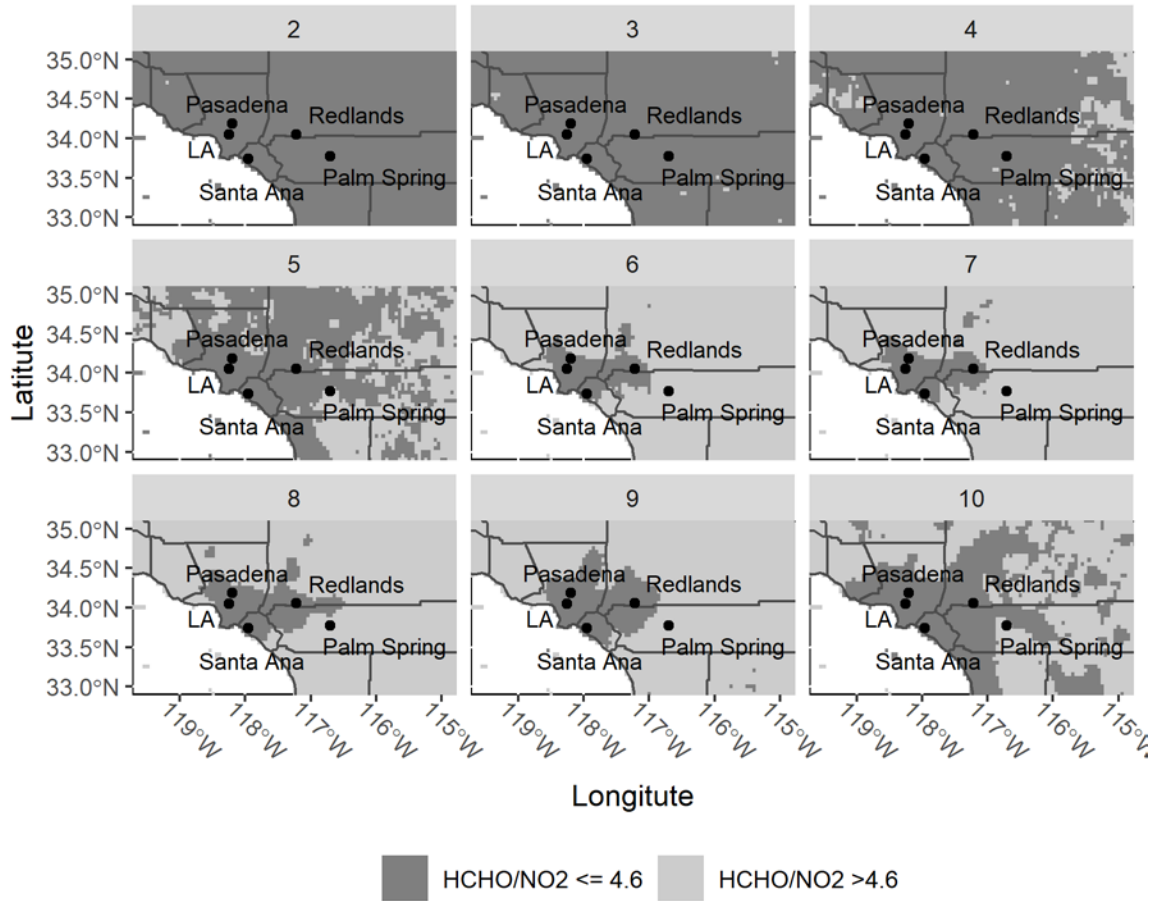 2
3
4
35.0°N
34.5°N
34.0°N
33.5°N
33.0°N
Pasadena
Redlands
LA
Palm Spring
Santa Ana
Pasadena
Redlands
LA
Palm Spring
Santa Ana
Pasadena
Redlands
LA
Palm Spring
Santa Ana
5
6
7
Latitute
35.0°N
34.5°N
34.0°N
33.5°N
33.0°N
Pasadena
Redlands
LA
Palm Spring
Santa Ana
Pasadena
Redlands
LA
Palm Spring
Santa Ana
Pasadena
Redlands
LA
Palm Spring
Santa Ana
8
9
10
35.0°N
34.5°N
34.0°N
33.5°N
33.0°N
Pasadena
Redlands
LA
Palm Spring
Santa Ana
Pasadena
Redlands
LA
Palm Spring
Santa Ana
Pasadena
Redlands
LA
Palm Spring
Santa Ana
119°W
118°W
117°W
116°W
115°W
119°W
118°W
117°W
116°W
115°W
119°W
118°W
117°W
116°W
115°W
Longitute
HCHO/NO2 <= 4.6
HCHO/NO2 >4.6